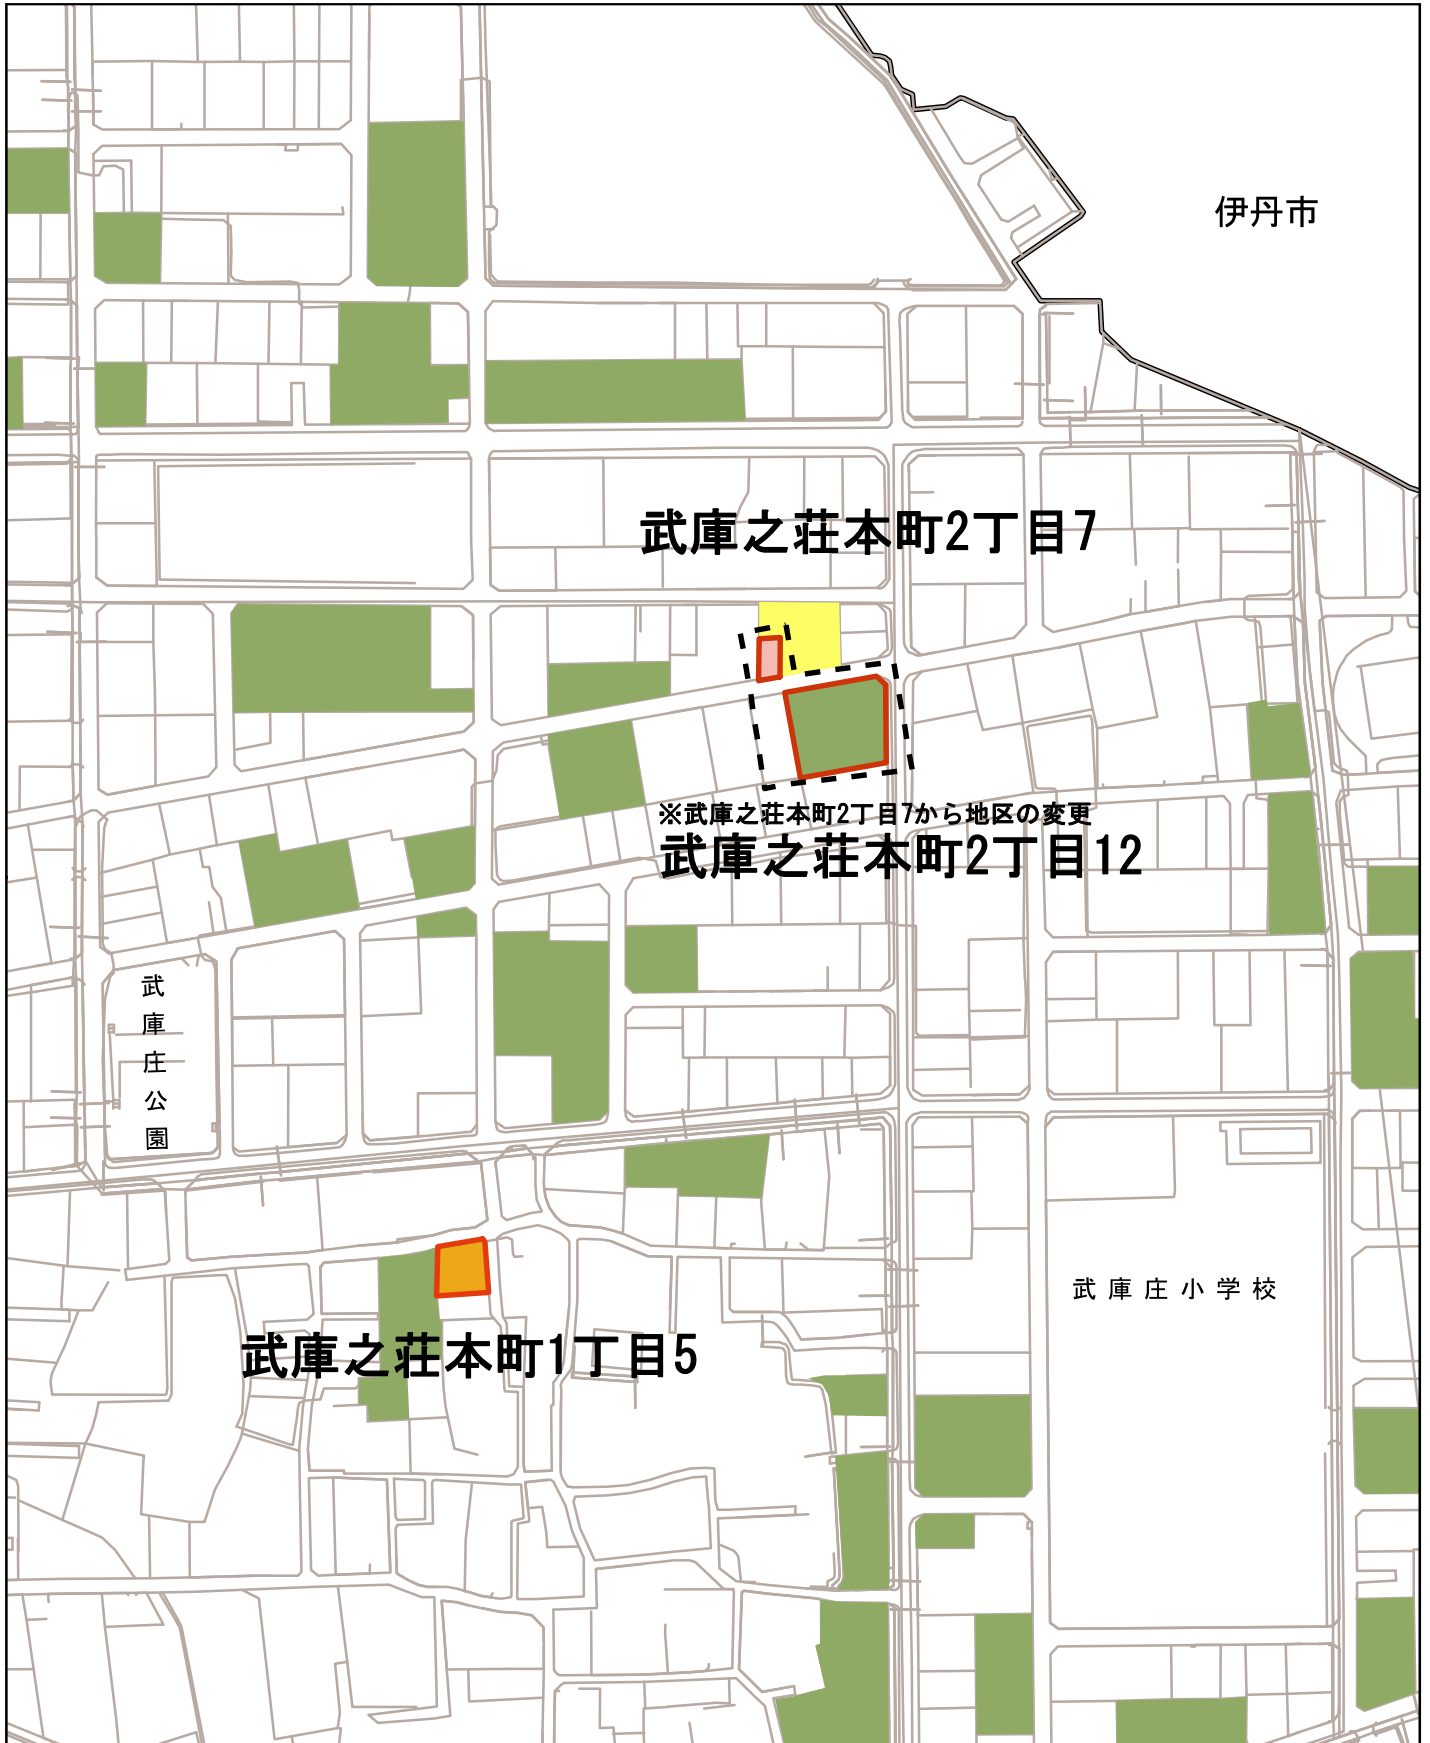 伊丹市
武庫之荘本町2丁目7
※武庫之荘本町2丁目7から地区の変更
武庫之荘本町2丁目12
武庫庄公園
武庫庄小学校
武庫之荘本町1丁目5